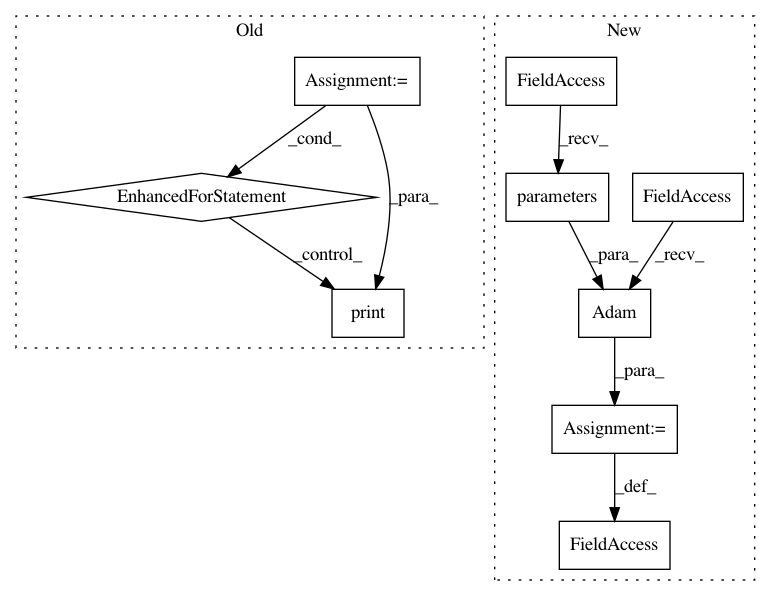 Old
New
Assignment:=
FieldAccess
_cond_
_recv_
EnhancedForStatement
_para_
parameters
FieldAccess
_control_
_para_
_recv_
print
Adam
_para_
Assignment:=
_def_
FieldAccess